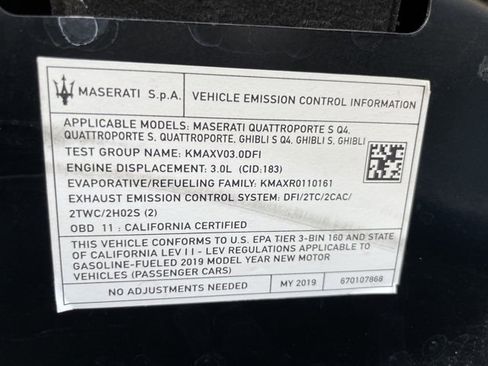 MASERATI S.p.A. VEHICLE EMISSION CONTROL INFORMATION
APPLICABLE MODELS: MASERATI QUATTROPORTE S Q4,
QUATTROPORTE S, QUATTROPORTE, GHIBLI S Q4, GHIBLI S, GHIBLI
TEST GROUP NAME: KMAXV03.0DFI
ENGINE DISPLACEMENT: 3.0L (CID:183)
EVAPORATIVE/REFUELING FAMILY: KMAXR0110161
EXHAUST EMISSION CONTROL SYSTEM: DFI/2TC/2CAC/
2TWC/2HO2S (2)
OBD 11 : CALIFORNIA CERTIFIED
THIS VEHICLE CONFORMS TO U.S. EPA TIER 3-BIN 160 AND STATE
OF CALIFORNIA LEV III - LEV REGULATIONS APPLICABLE TO
GASOLINE-FUELED 2019 MODEL YEAR NEW MOTOR
VEHICLES (PASSENGER CARS)
NO ADJUSTMENTS NEEDED MY 2019 670107868